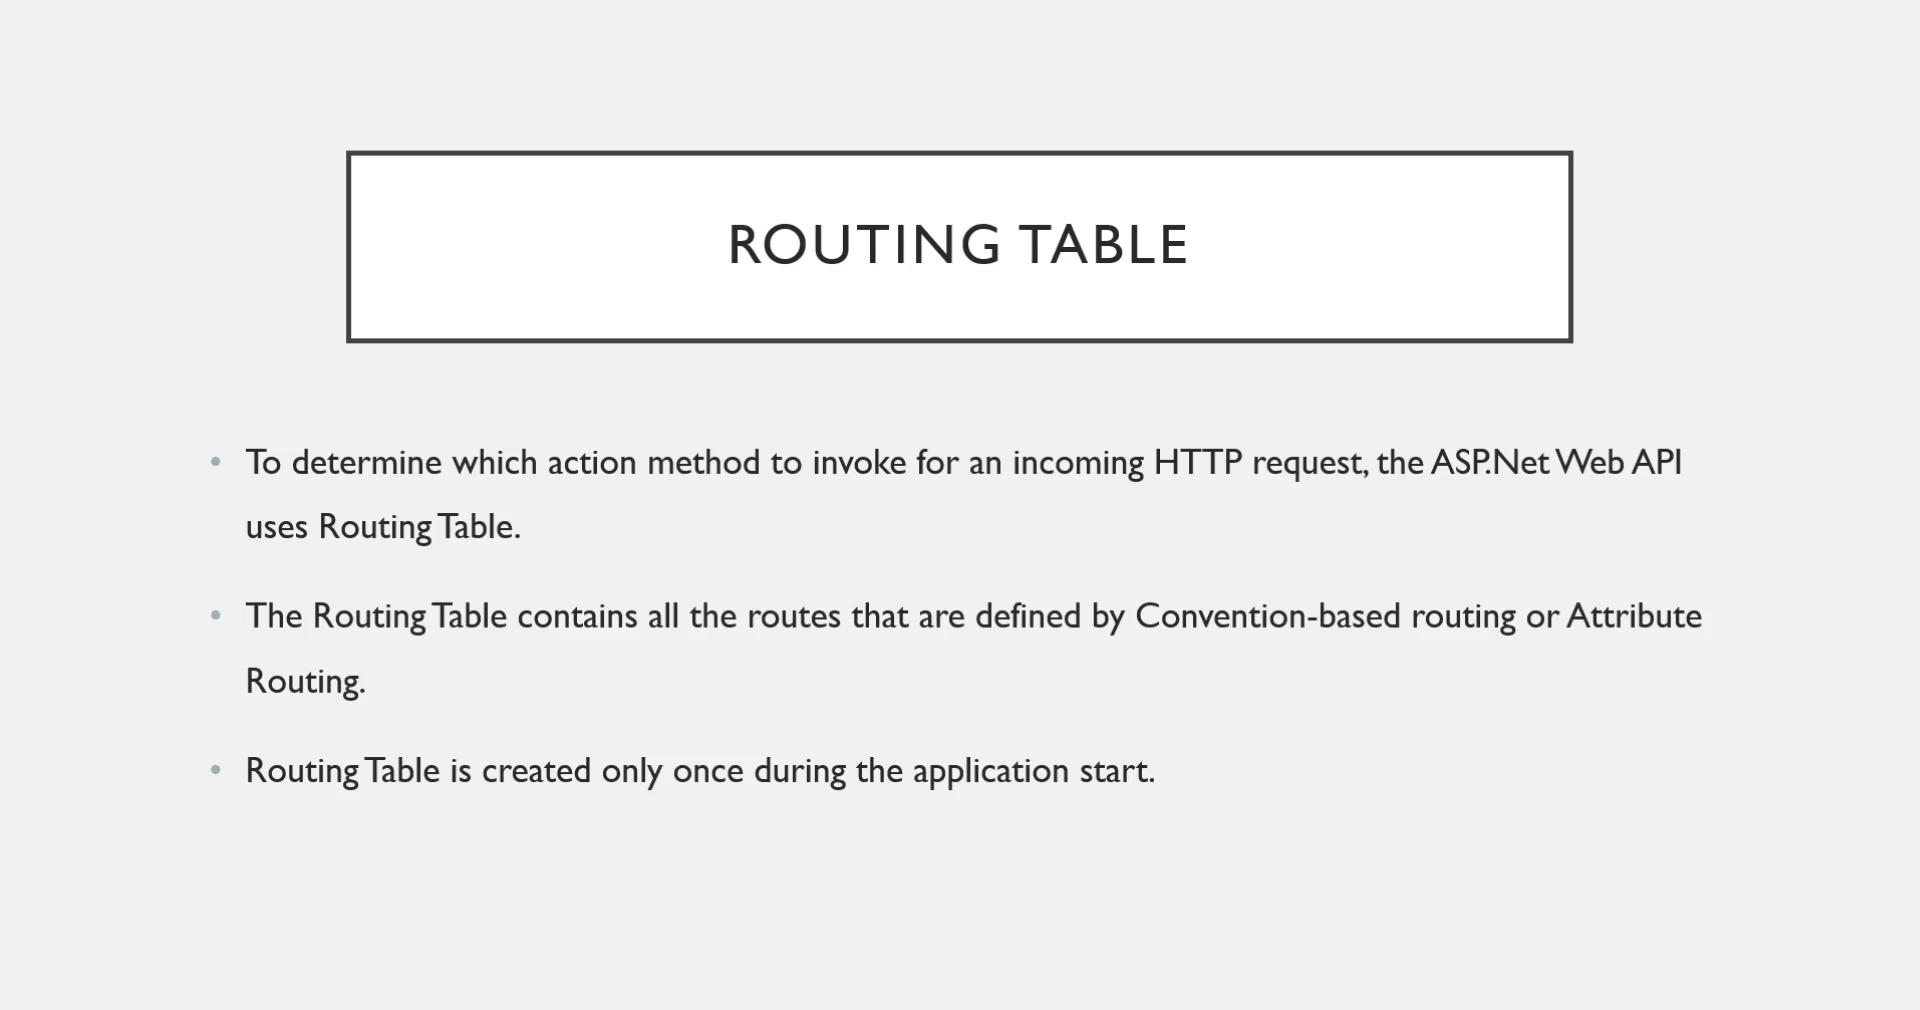 ROUTING TABLE
• To determine which action method to invoke for an incoming HTTP request, the ASP.Net Web API
uses Routing Table.
• The Routing Table contains all the routes that are defined by Convention-based routing or Attribute
Routing.
• Routing Table is created only once during the application start.